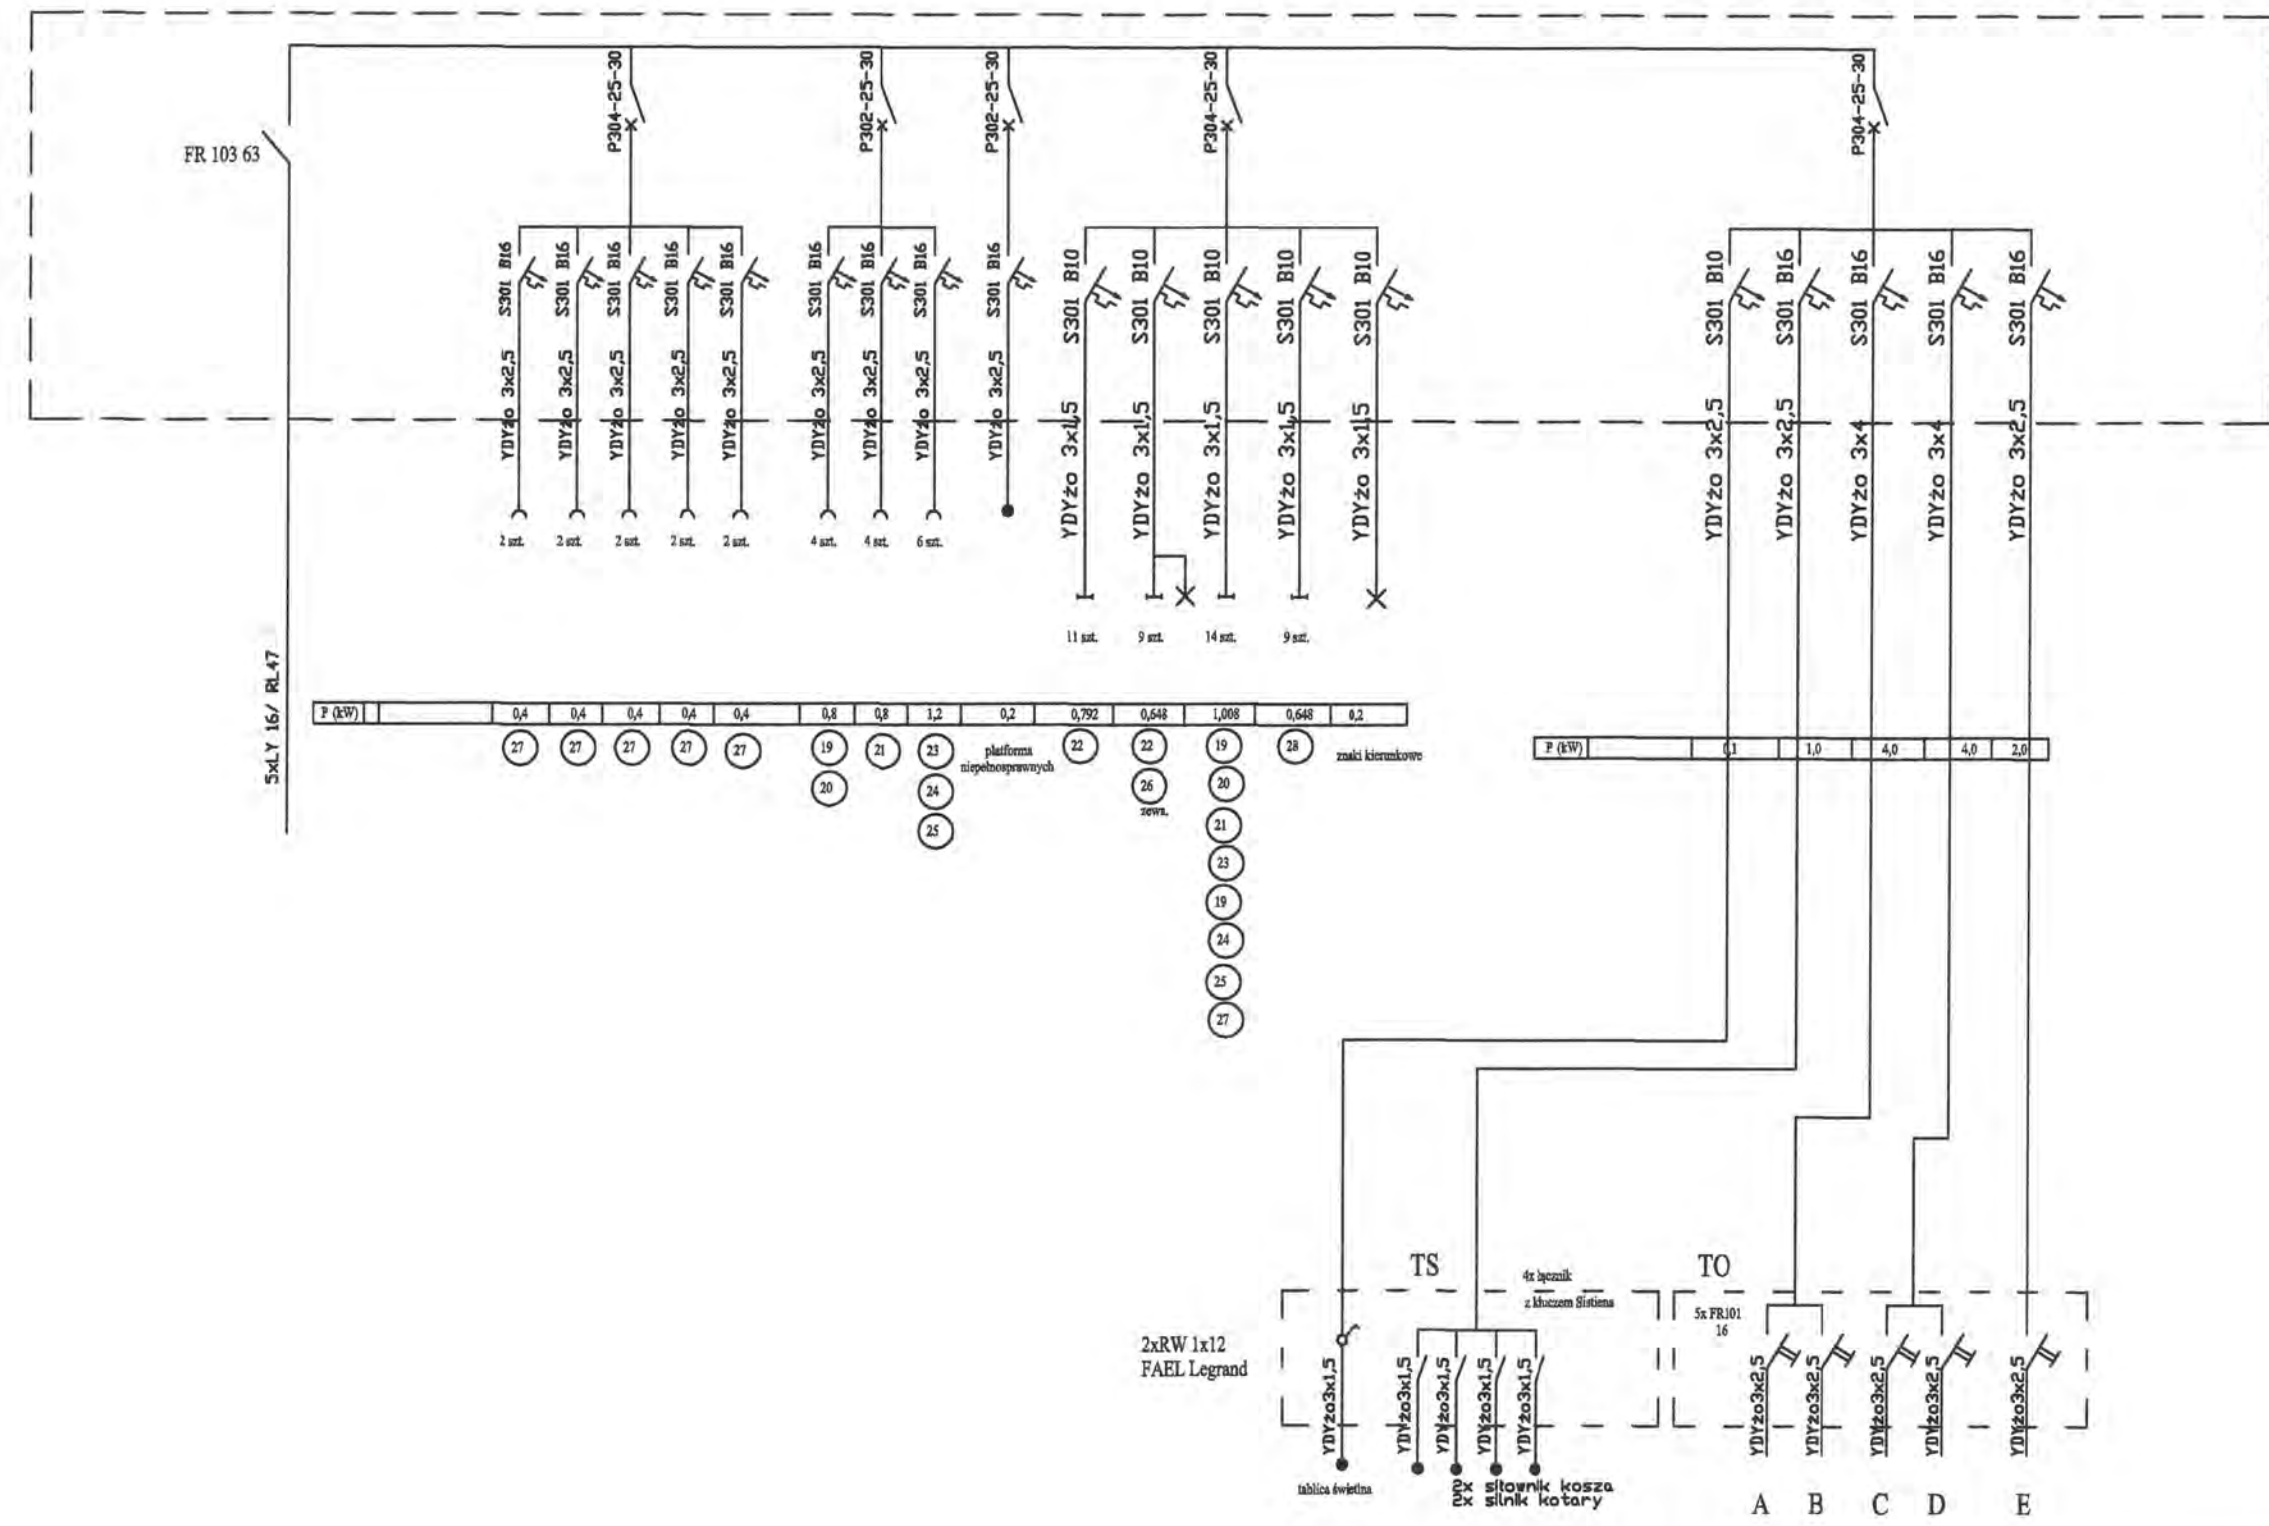 P304-25-30
P302-25-30
P302-25-30
P304-25-30
P304-25-30
FR 103 63
S301 B16
S301 B16
S301 B16
S301 B16
S301 B16
S301 B16
S301 B16
S301 B16
S301 B16
S301 B10
S301 B10
S301 B10
S301 B10
S301 B10
S301 B10
S301 B16
S301 B16
S301 B16
S301 B16
YDYżo 3x2,5
YDYżo 3x2,5
YDYżo 3x2,5
YDYżo 3x2,5
YDYżo 3x2,5
YDYżo 3x2,5
YDYżo 3x2,5
YDYżo 3x2,5
YDYżo 3x2,5
YDYżo 3x1,5
YDYżo 3x1,5
YDYżo 3x1,5
YDYżo 3x1,5
YDYżo 3x1,5
YDYżo 3x2,5
YDYżo 3x2,5
YDYżo 3x4
YDYżo 3x4
YDYżo 3x2,5
2 szt.
2 szt.
2 szt.
2 szt.
2 szt.
4 szt.
4 szt.
6 szt.
11 szt.
9 szt.
14 szt.
9 szt.
5xLY 16/ RL47
P (kW) 0,4 0,4 0,4 0,4 0,4 0,8 0,8 1,2 0,2 0,792 0,648 1,008 0,648 0,2
27 27 27 27 27 19 21 23 22 22 19 28
platforma
niepełnosprawnych
znaki kierunkowe
20 24 26 20
zewn.
25 21
23
19
24
25
27
P (kW) 0,1 1,0 4,0 4,0 2,0
TS
4x łącznik
z kluczem Sistiena
TO
5x FR101
16
2xRW 1x12
FAEL Legrand
YDYżo3x1,5
YDYżo3x1,5
YDYżo3x1,5
YDYżo3x1,5
YDYżo3x1,5
YDYżo3x2,5
YDYżo3x2,5
YDYżo3x2,5
YDYżo3x2,5
YDYżo3x2,5
tablica świetlna
2x siłownik kosza
2x silnik kotary
A B C D E